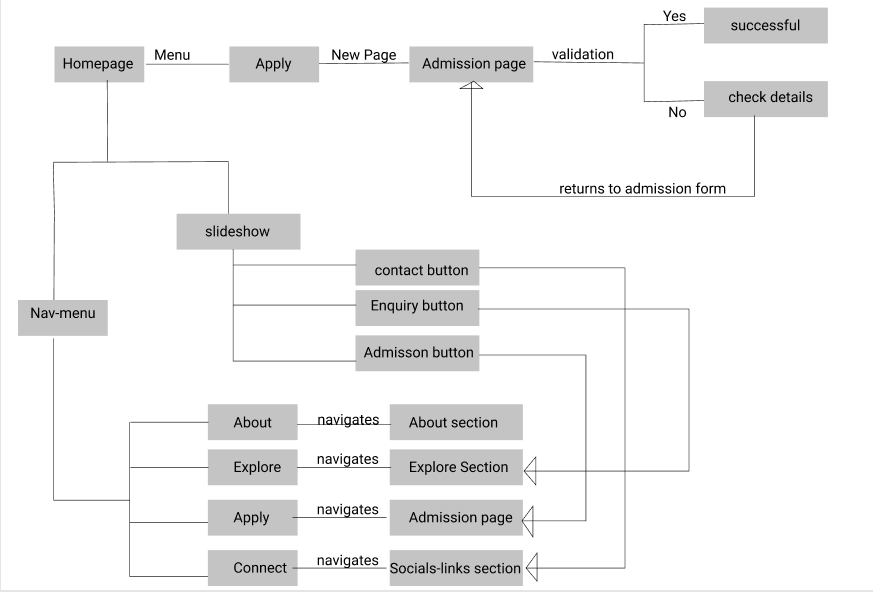 Yes
successful
Homepage
Menu
Apply
New Page
Admission page
validation
check details
No
returns to admission form
slideshow
contact button
Enquiry button
Nav-menu
Admisson button
About
navigates
About section
Explore
navigates
Explore Section
Apply
navigates
Admission page
Connect
navigates
Socials-links section